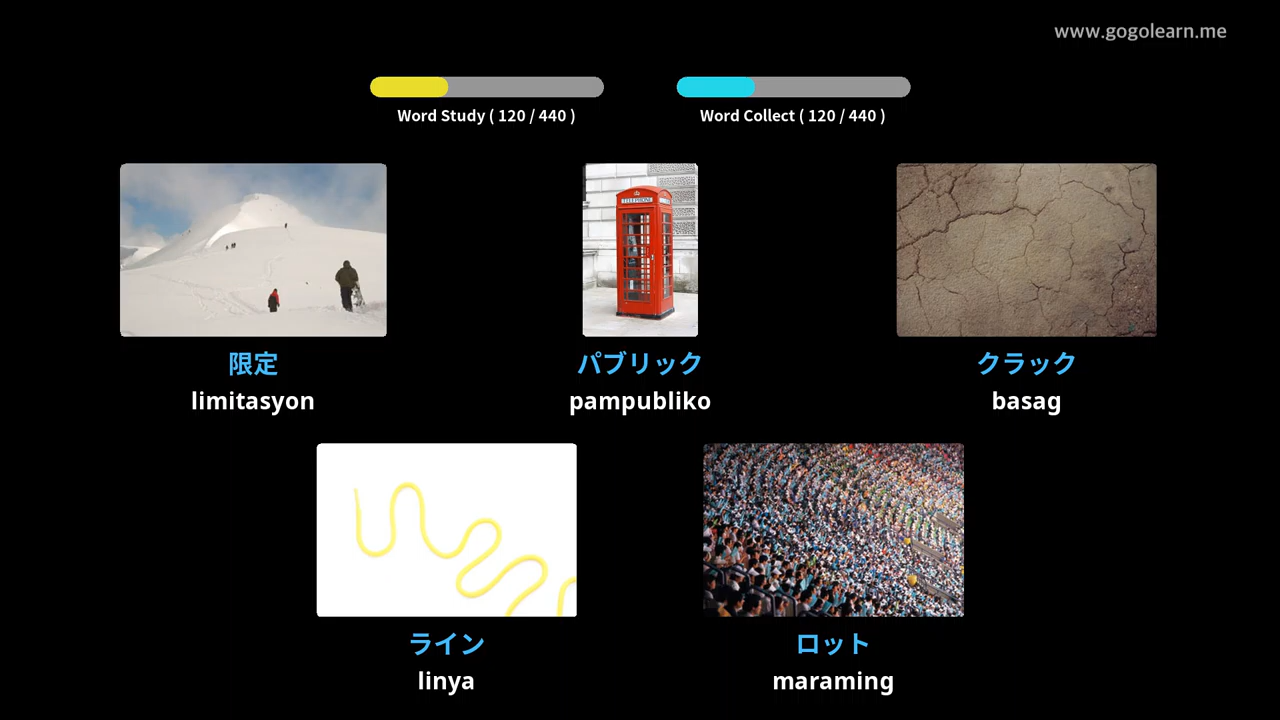 www.gogolearn.me
Word Study ( 120 / 440 )
Word Collect ( 120 / 440 )
TELEPHONE
限定
limitasyon
パブリック
pampubliko
クラック
basag
ライン
linya
ロット
maraming